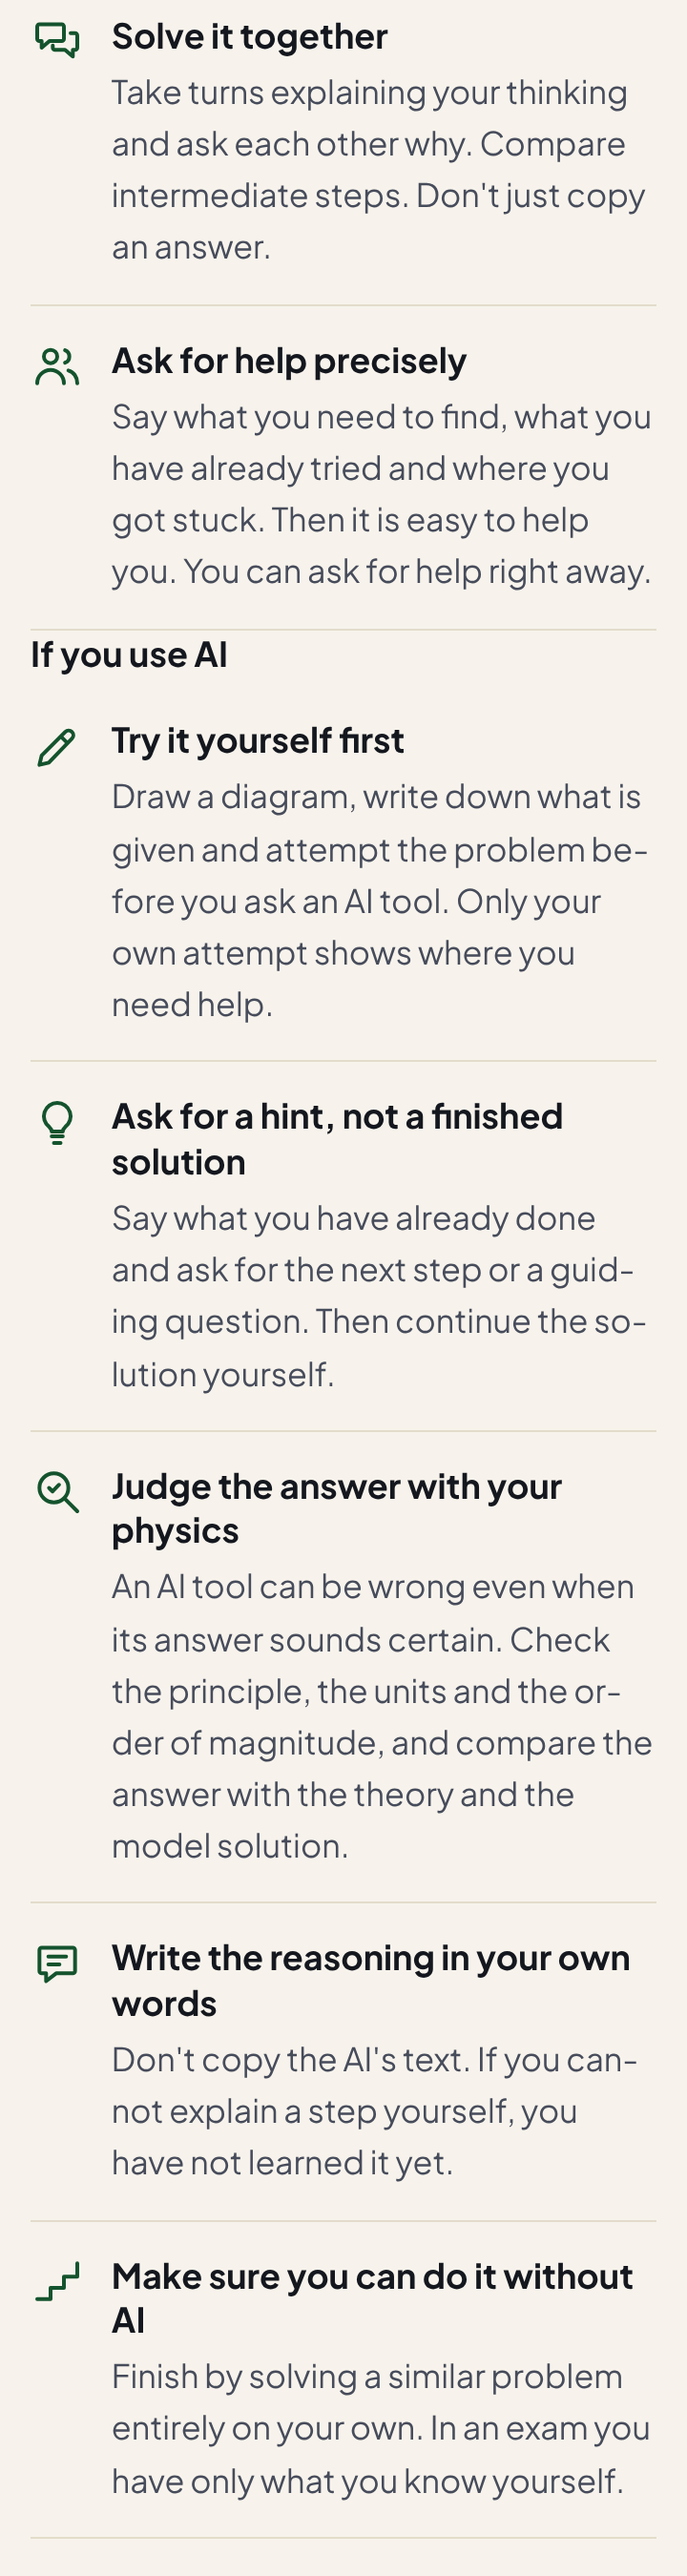 Solve it together
Take turns explaining your thinking
and ask each other why. Compare
intermediate steps. Don't just copy
an answer.
Ask for help precisely
Say what you need to find, what you
have already tried and where you
got stuck. Then it is easy to help
you. You can ask for help right away.
If you use AI
Try it yourself first
Draw a diagram, write down what is
given and attempt the problem be-
fore you ask an AI tool. Only your
own attempt shows where you
need help.
Ask for a hint, not a finished
solution
Say what you have already done
and ask for the next step or a guid-
ing question. Then continue the so-
lution yourself.
Judge the answer with your
physics
An AI tool can be wrong even when
its answer sounds certain. Check
the principle, the units and the or-
der of magnitude, and compare the
answer with the theory and the
model solution.
Write the reasoning in your own
words
Don't copy the AI's text. If you can-
not explain a step yourself, you
have not learned it yet.
Make sure you can do it without
AI
Finish by solving a similar problem
entirely on your own. In an exam you
have only what you know yourself.